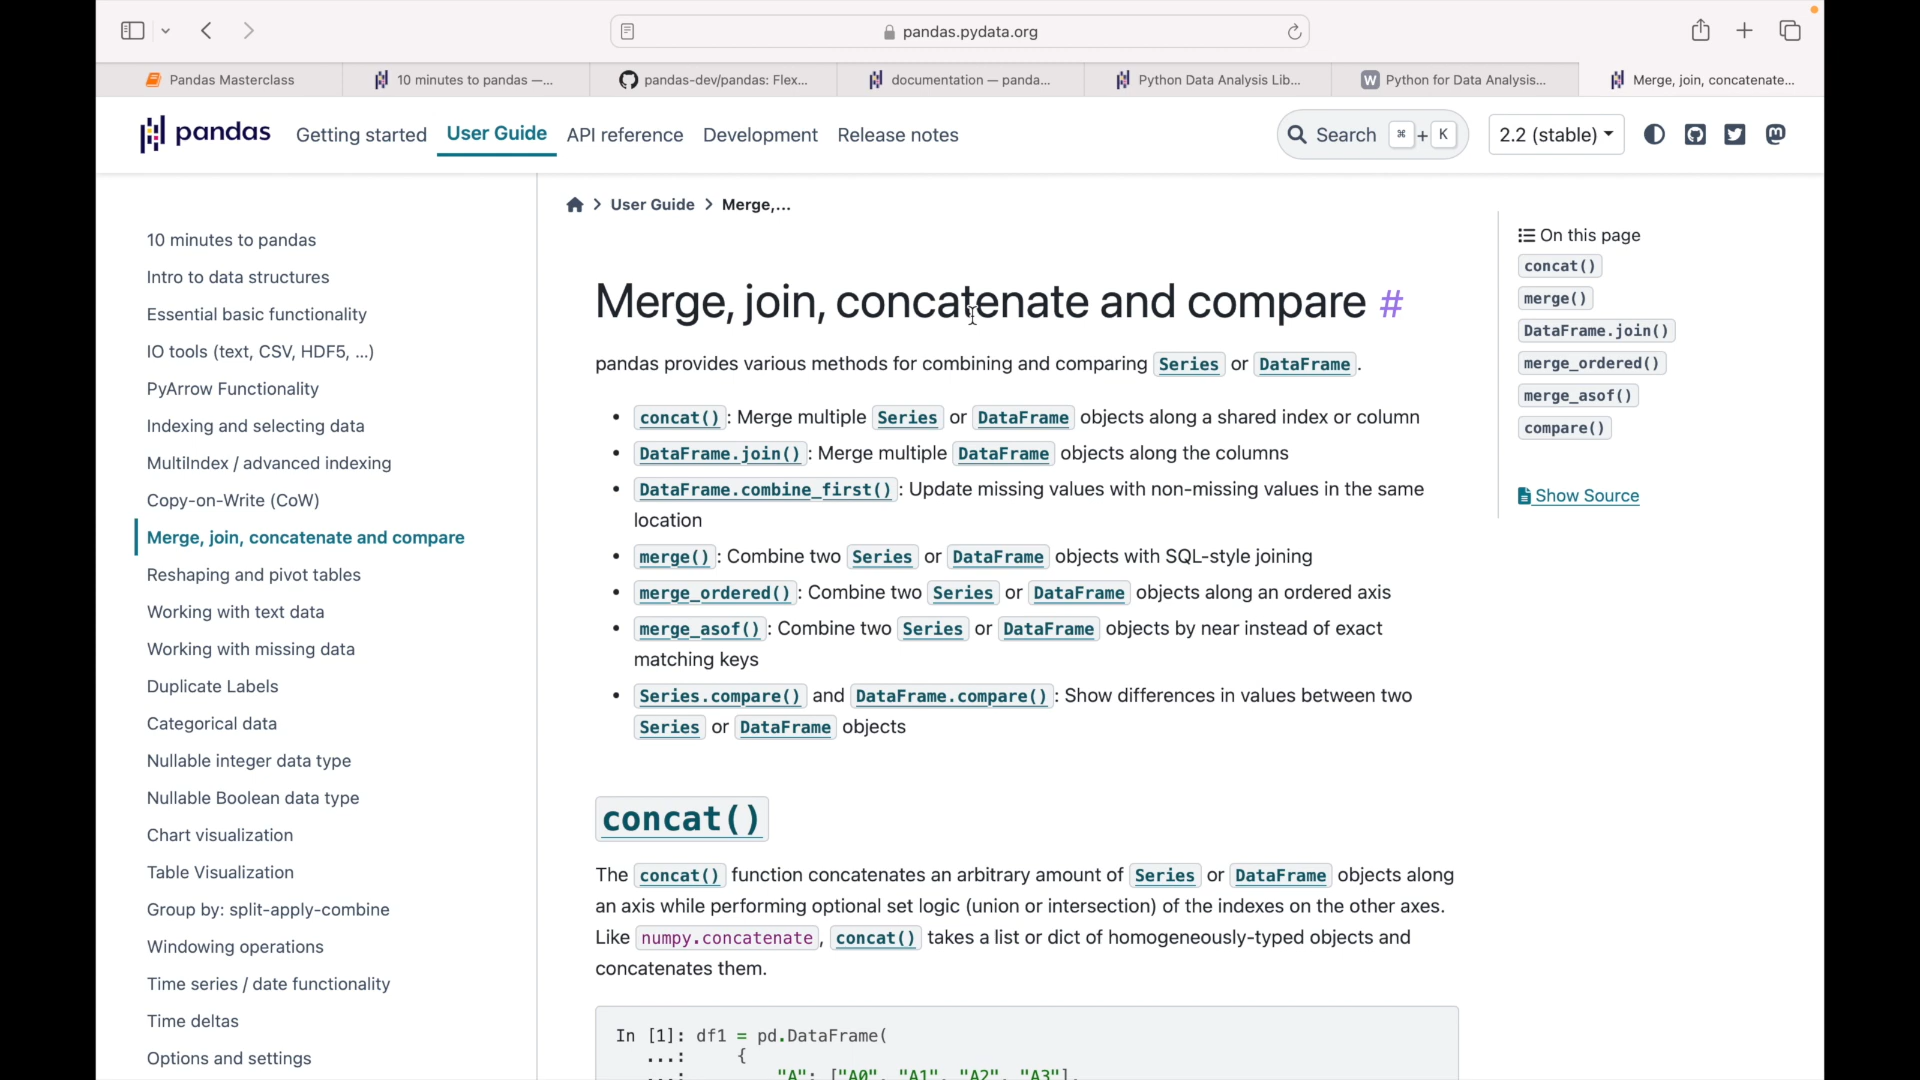 pandas.pydata.org
Pandas Masterclass
10 minutes to pandas —...
pandas-dev/pandas: Flex...
documentation — panda...
Python Data Analysis Lib...
W Python for Data Analysis...
Merge, join, concatenate...
pandas
Getting started
User Guide
API reference
Development
Release notes
Search ⌘ + K
2.2 (stable)
User Guide > Merge,...
10 minutes to pandas
Intro to data structures
Essential basic functionality
IO tools (text, CSV, HDF5, ...)
PyArrow Functionality
Indexing and selecting data
MultiIndex / advanced indexing
Copy-on-Write (CoW)
Merge, join, concatenate and compare
Reshaping and pivot tables
Working with text data
Working with missing data
Duplicate Labels
Categorical data
Nullable integer data type
Nullable Boolean data type
Chart visualization
Table Visualization
Group by: split-apply-combine
Windowing operations
Time series / date functionality
Time deltas
Options and settings
Merge, join, concatenate and compare #
pandas provides various methods for combining and comparing Series or DataFrame.
• concat(): Merge multiple Series or DataFrame objects along a shared index or column
• DataFrame.join(): Merge multiple DataFrame objects along the columns
• DataFrame.combine_first(): Update missing values with non-missing values in the same
location
• merge(): Combine two Series or DataFrame objects with SQL-style joining
• merge_ordered(): Combine two Series or DataFrame objects along an ordered axis
• merge_asof(): Combine two Series or DataFrame objects by near instead of exact
matching keys
• Series.compare() and DataFrame.compare(): Show differences in values between two
Series or DataFrame objects
concat()
The concat() function concatenates an arbitrary amount of Series or DataFrame objects along
an axis while performing optional set logic (union or intersection) of the indexes on the other axes.
Like numpy.concatenate, concat() takes a list or dict of homogeneously-typed objects and
concatenates them.
In [1]: df1 = pd.DataFrame(
...: {
...: "A": ["A0", "A1", "A2", "A3"],
On this page
concat()
merge()
DataFrame.join()
merge_ordered()
merge_asof()
compare()
Show Source